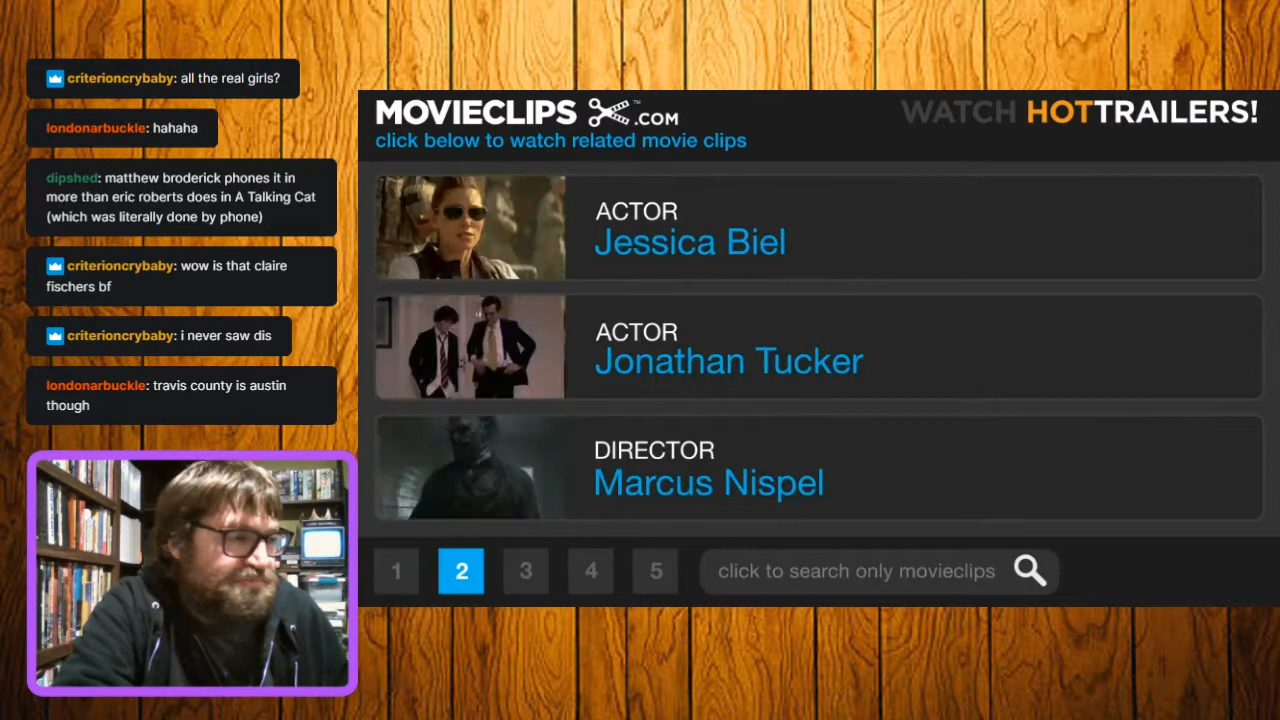 criterioncrybaby: all the real girls?
londonarbuckle: hahaha
dipshed: matthew broderick phones it in
more than eric roberts does in A Talking Cat
(which was literally done by phone)
criterioncrybaby: wow is that claire
fischers bf
criterioncrybaby: i never saw dis
londonarbuckle: travis county is austin
though
MOVIECLIPS .COM™
click below to watch related movie clips
WATCH HOTTRAILERS!
ACTOR
Jessica Biel
ACTOR
Jonathan Tucker
DIRECTOR
Marcus Nispel
1 2 3 4 5 click to search only movieclips